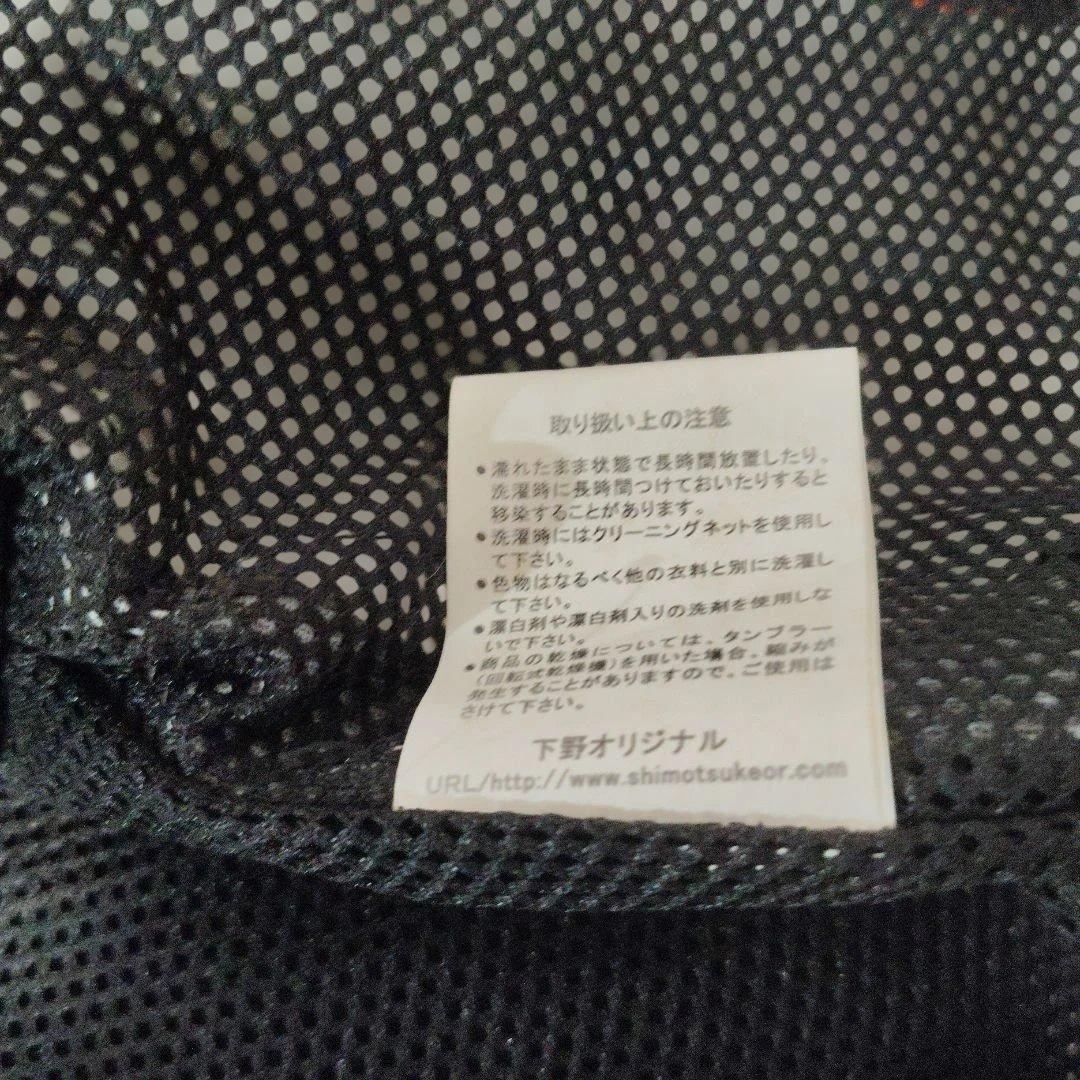 取り扱い上の注意
●濡れたまま状態で長時間放置したり、
洗濯時に長時間つけておいたりすると
移染することがあります。
●洗濯時にはクリーニングネットを使用し
て下さい。
●色物はなるべく他の衣料と別に洗濯し
て下さい。
●漂白剤や漂白剤入りの洗剤を使用しな
いで下さい。
●商品の乾燥については、タンブラー
(回転式乾燥機)を用いた場合、縮みが
発生することがありますので、ご使用は
さけて下さい。
下野オリジナル
URL/http://www.shimotsukeor.com